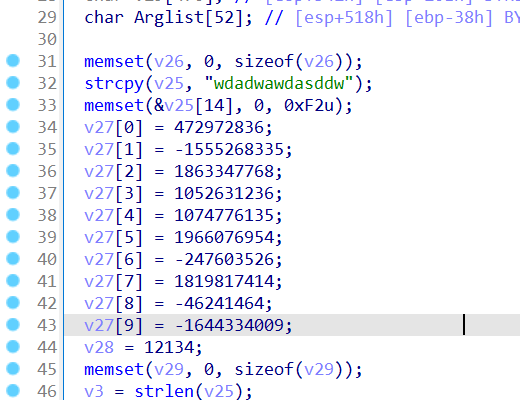 29 char Arglist[52]; // [esp+518h] [ebp-38h] BY
30
31 memset(v26, 0, sizeof(v26));
32 strcpy(v25, "wdadwawdasddw");
33 memset(&v25[14], 0, 0xF2u);
34 v27[0] = 472972836;
35 v27[1] = -1555268335;
36 v27[2] = 1863347768;
37 v27[3] = 1052631236;
38 v27[4] = 1074776135;
39 v27[5] = 1966076954;
40 v27[6] = -247603526;
41 v27[7] = 1819817414;
42 v27[8] = -46241464;
43 v27[9] = -1644334009;
44 v28 = 12134;
45 memset(v29, 0, sizeof(v29));
46 v3 = strlen(v25);